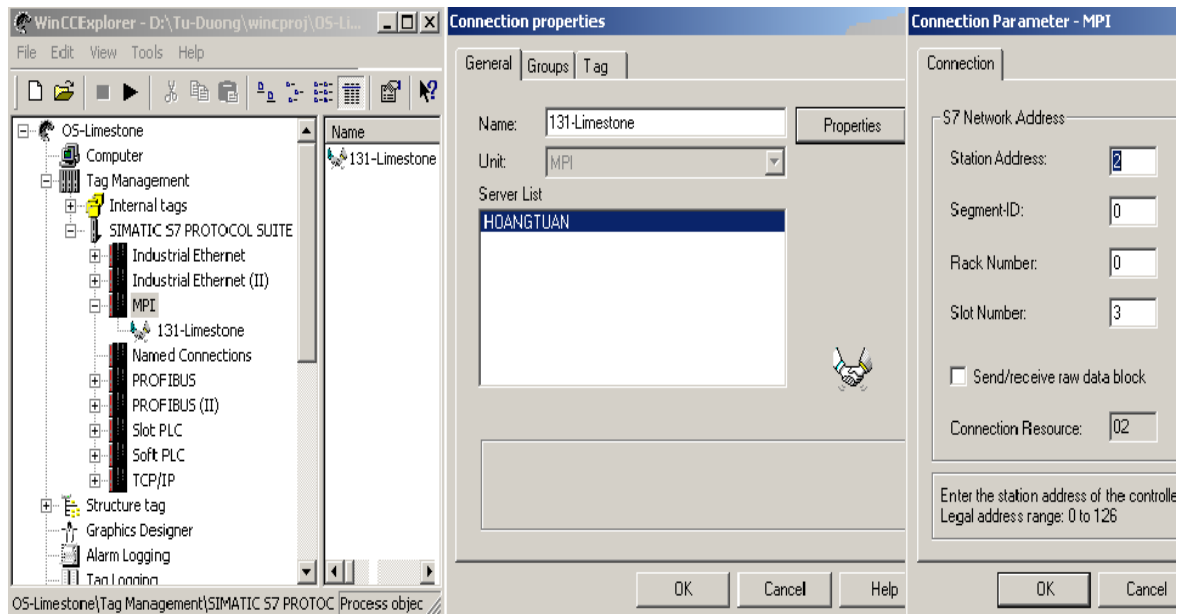 WinCCExplorer - D:\Tu-Duong\wincproj\OS-Li...
File Edit View Tools Help
OS-Limestone
Computer
Tag Management
Internal tags
SIMATIC S7 PROTOCOL SUITE
Industrial Ethernet
Industrial Ethernet (II)
MPI
131-Limestone
Named Connections
PROFIBUS
PROFIBUS (II)
Slot PLC
Soft PLC
TCP/IP
Structure tag
Graphics Designer
Alarm Logging
Tag Logging
Name
131-Limestone
OS-Limestone\Tag Management\SIMATIC S7 PROTOC Process objec
Connection properties
General Groups Tag
Name: 131-Limestone Properties
Unit: MPI
Server List
HOANGTUAN
OK Cancel Help
Connection Parameter - MPI
Connection
S7 Network Address
Station Address: 2
Segment-ID: 0
Rack Number: 0
Slot Number: 3
Send/receive raw data block
Connection Resource: 02
Enter the station address of the controlle
Legal address range: 0 to 126
OK Cancel